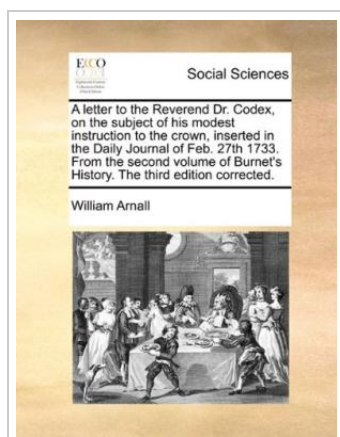 ECCO
Social Sciences
A letter to the Reverend Dr. Codex,
on the subject of his modest
instruction to the crown, inserted in
the Daily Journal of Feb. 27th 1733.
From the second volume of Burnet's
History. The third edition corrected.
William Arnall